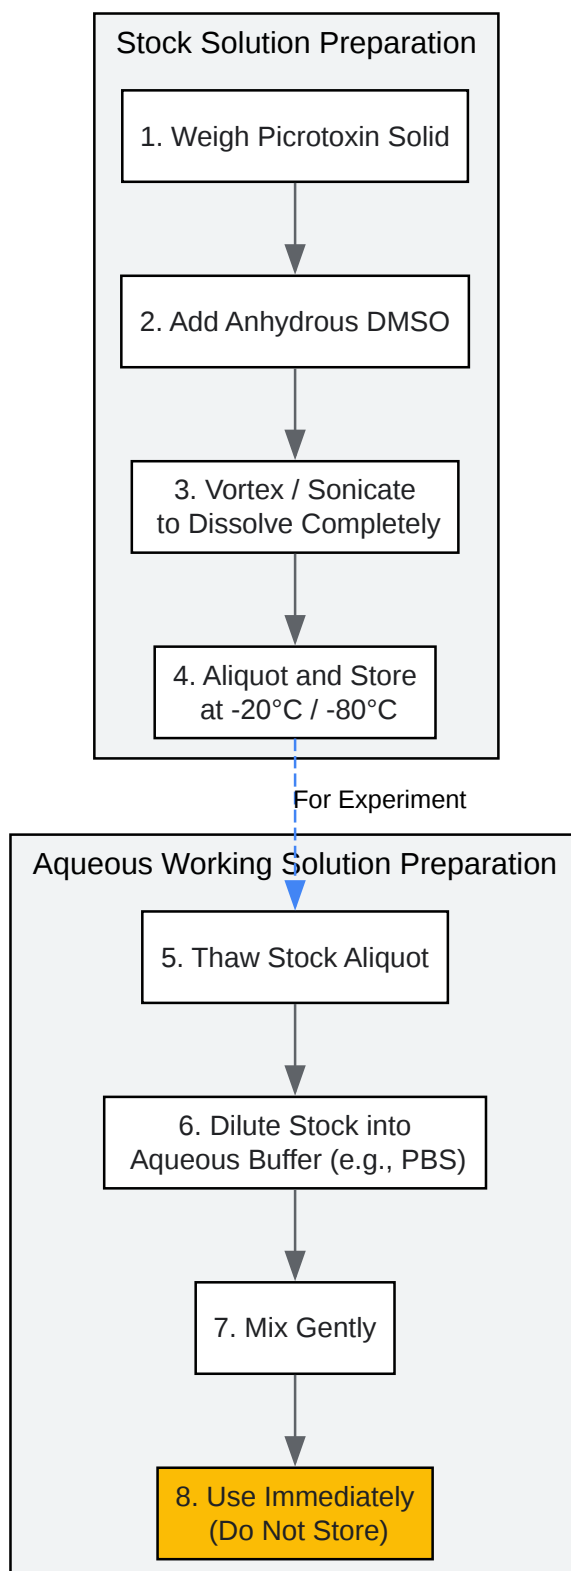 Stock Solution Preparation
1. Weigh Picrotoxin Solid
2. Add Anhydrous DMSO
3. Vortex / Sonicate
to Dissolve Completely
4. Aliquot and Store
at -20°C / -80°C
For Experiment
Aqueous Working Solution Preparation
5. Thaw Stock Aliquot
6. Dilute Stock into
Aqueous Buffer (e.g., PBS)
7. Mix Gently
8. Use Immediately
(Do Not Store)